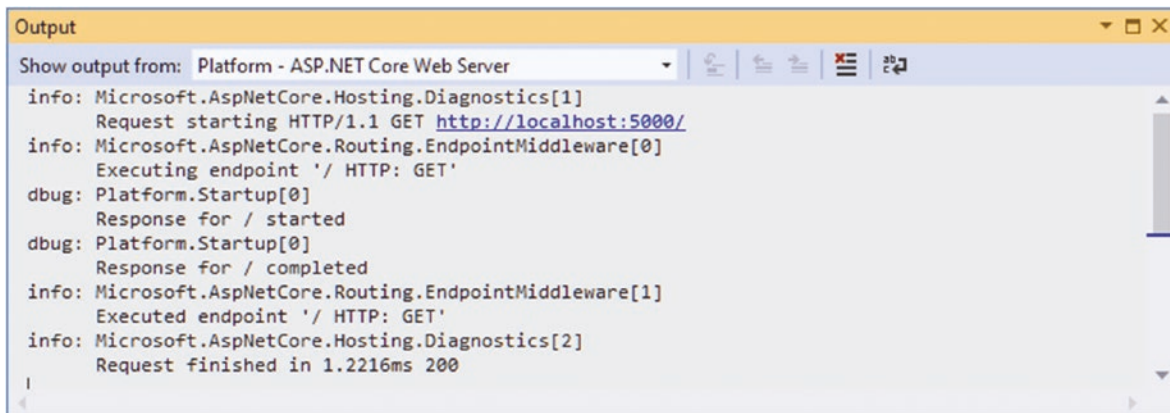 Output
Show output from: Platform - ASP.NET Core Web Server
info: Microsoft.AspNetCore.Hosting.Diagnostics[1]
Request starting HTTP/1.1 GET http://localhost:5000/
info: Microsoft.AspNetCore.Routing.EndpointMiddleware[0]
Executing endpoint '/ HTTP: GET'
dbug: Platform.Startup[0]
Response for / started
dbug: Platform.Startup[0]
Response for / completed
info: Microsoft.AspNetCore.Routing.EndpointMiddleware[1]
Executed endpoint '/ HTTP: GET'
info: Microsoft.AspNetCore.Hosting.Diagnostics[2]
Request finished in 1.2216ms 200